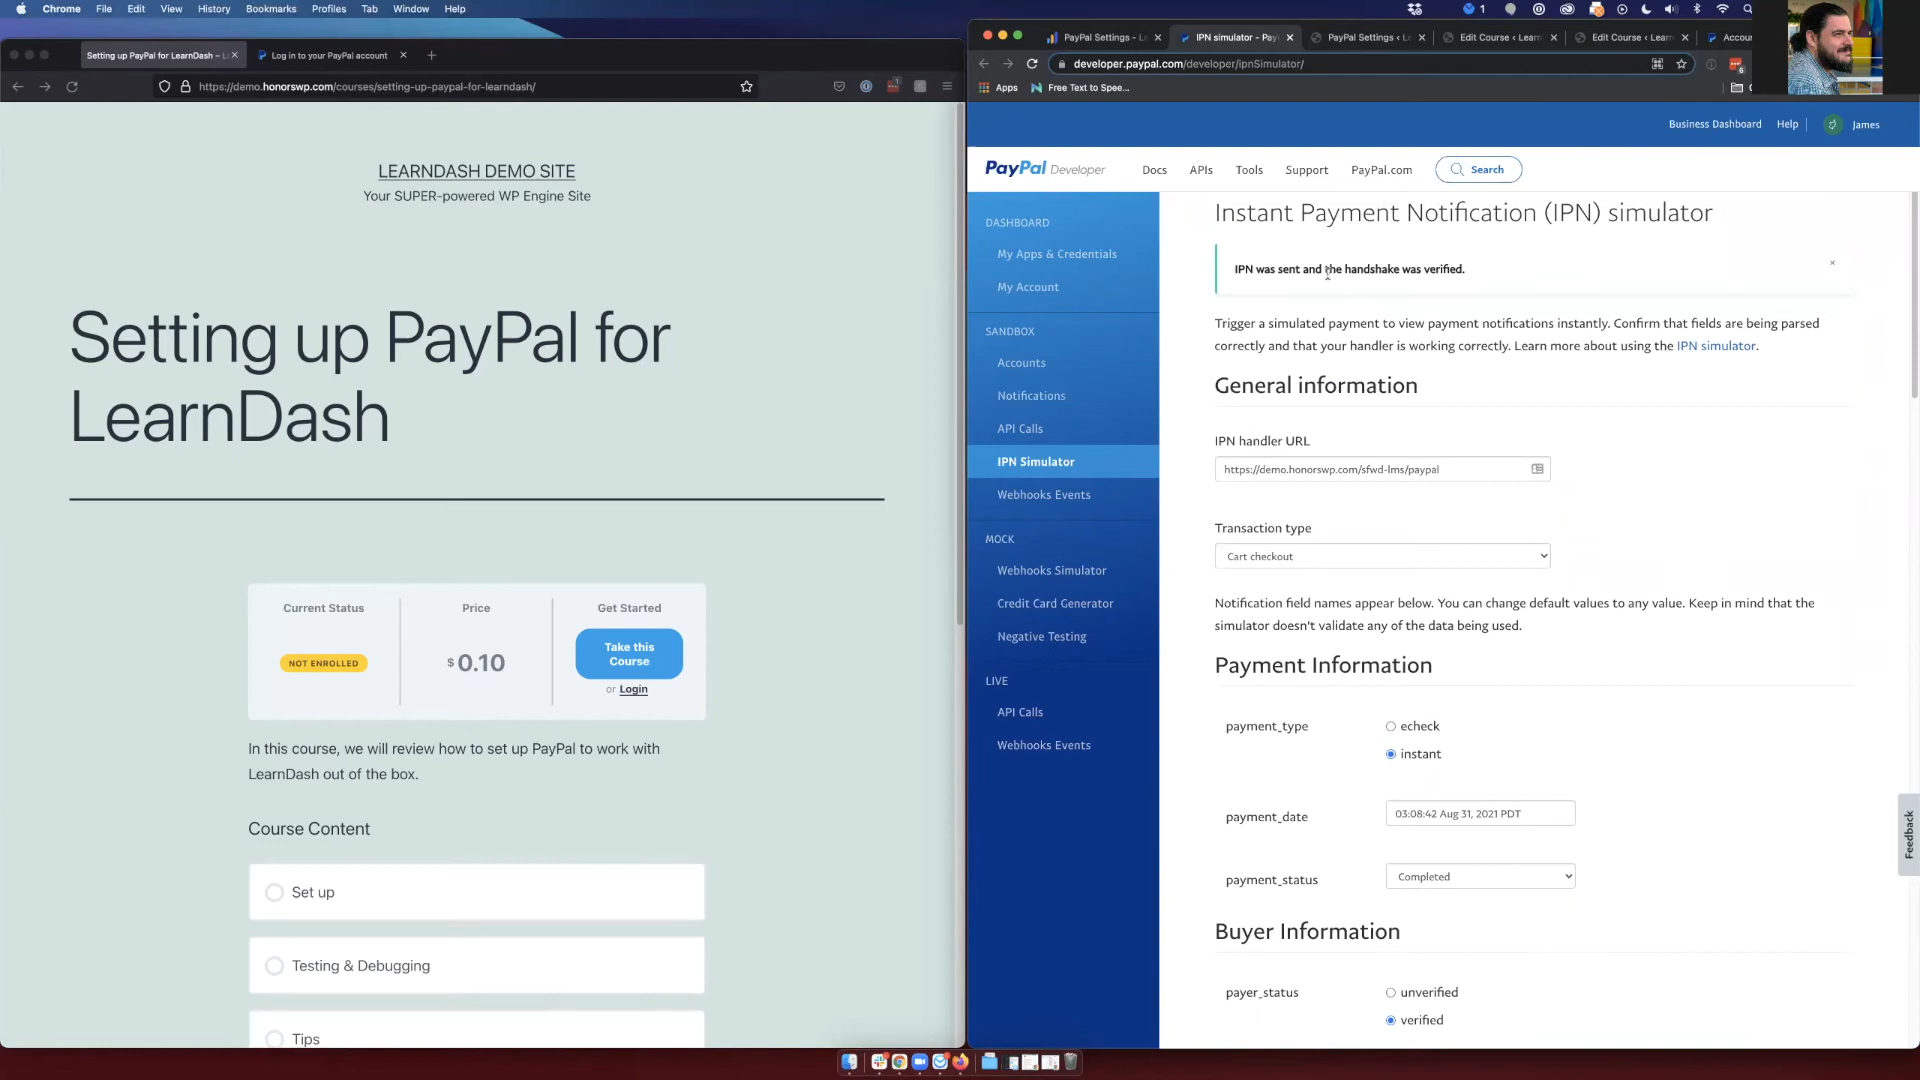 Chrome File Edit View History Bookmarks Profiles Tab Window Help
1
Setting up PayPal for LearnDash –
Log in to your PayPal account
https://demo.honorswp.com/courses/setting-up-paypal-for-learndash/
1
LEARNDASH DEMO SITE
Your SUPER-powered WP Engine Site
Setting up PayPal for
LearnDash
Current Status
Price
Get Started
NOT ENROLLED
$ 0.10
Take this
Course
or Login
In this course, we will review how to set up PayPal to work with
LearnDash out of the box.
Course Content
Set up
Testing & Debugging
Tips
PayPal Settings -
IPN simulator -
PayPal Settings ‹
Edit Course ‹
Edit Course ‹
developer.paypal.com/developer/ipnSimulator/
6
Apps
Free Text to Spee...
Business Dashboard
Help
James
PayPal Developer
Docs
APIs
Tools
Support
PayPal.com
Search
DASHBOARD
My Apps & Credentials
My Account
SANDBOX
Accounts
Notifications
API Calls
IPN Simulator
Webhooks Events
MOCK
Webhooks Simulator
Credit Card Generator
Negative Testing
LIVE
API Calls
Webhooks Events
Instant Payment Notification (IPN) simulator
IPN was sent and the handshake was verified.
Trigger a simulated payment to view payment notifications instantly. Confirm that fields are being parsed
correctly and that your handler is working correctly. Learn more about using the IPN simulator.
General information
IPN handler URL
https://demo.honorswp.com/sfwd-lms/paypal
Transaction type
Cart checkout
Notification field names appear below. You can change default values to any value. Keep in mind that the
simulator doesn't validate any of the data being used.
Payment Information
payment_type
echeck
instant
payment_date
03:08:42 Aug 31, 2021 PDT
payment_status
Completed
Buyer Information
payer_status
unverified
verified
Feedback